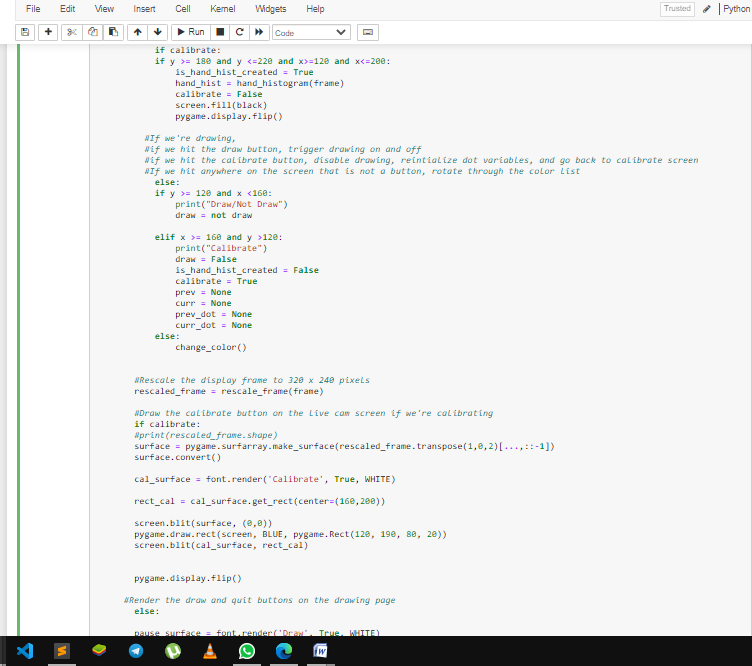 File Edit View Insert Cell Kernel Widgets Help Trusted Python
Run Code
if calibrate:
if y >= 180 and y <=220 and x>=120 and x<=200:
is_hand_hist_created = True
hand_hist = hand_histogram(frame)
calibrate = False
screen.fill(black)
pygame.display.flip()
#If we're drawing,
#if we hit the draw button, trigger drawing on and off
#if we hit the calibrate button, disable drawing, reintialize dot variables, and go back to calibrate screen
#If we hit anywhere on the screen that is not a button, rotate through the color list
else:
if y >= 120 and x <160:
print("Draw/Not Draw")
draw = not draw
elif x >= 160 and y >120:
print("Calibrate")
draw = False
is_hand_hist_created = False
calibrate = True
prev = None
curr = None
prev_dot = None
curr_dot = None
else:
change_color()
#Rescale the display frame to 320 x 240 pixels
rescaled_frame = rescale_frame(frame)
#Draw the calibrate button on the live cam screen if we're calibrating
if calibrate:
#print(rescaled_frame.shape)
surface = pygame.surfarray.make_surface(rescaled_frame.transpose(1,0,2)[...,::-1])
surface.convert()
cal_surface = font.render('Calibrate', True, WHITE)
rect_cal = cal_surface.get_rect(center=(160,200))
screen.blit(surface, (0,0))
pygame.draw.rect(screen, BLUE, pygame.Rect(120, 190, 80, 20))
screen.blit(cal_surface, rect_cal)
pygame.display.flip()
#Render the draw and quit buttons on the drawing page
else:
pause_surface = font.render('Draw', True, WHITE)